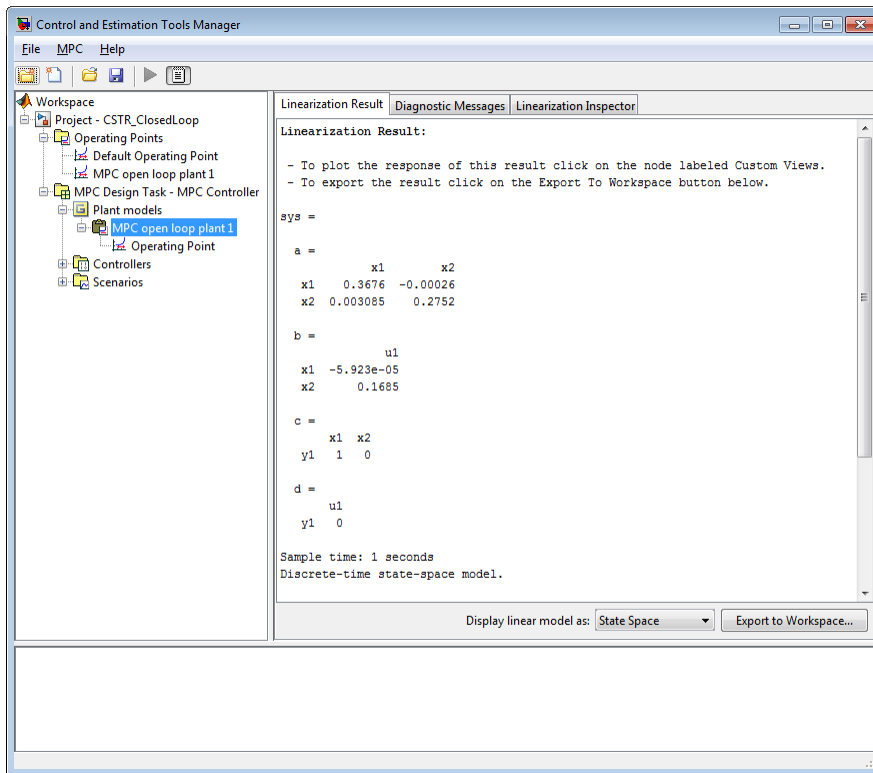 Control and Estimation Tools Manager
File MPC Help
Workspace
Project - CSTR_ClosedLoop
Operating Points
Default Operating Point
MPC open loop plant 1
MPC Design Task - MPC Controller
Plant models
MPC open loop plant 1
Operating Point
Controllers
Scenarios
Linearization Result Diagnostic Messages Linearization Inspector
Linearization Result:
- To plot the response of this result click on the node labeled Custom Views.
- To export the result click on the Export To Workspace button below.
sys =
a =
x1 x2
x1 0.3676 -0.00026
x2 0.003085 0.2752
b =
u1
x1 -5.923e-05
x2 0.1685
c =
x1 x2
y1 1 0
d =
u1
y1 0
Sample time: 1 seconds
Discrete-time state-space model.
Display linear model as: State Space Export to Workspace...